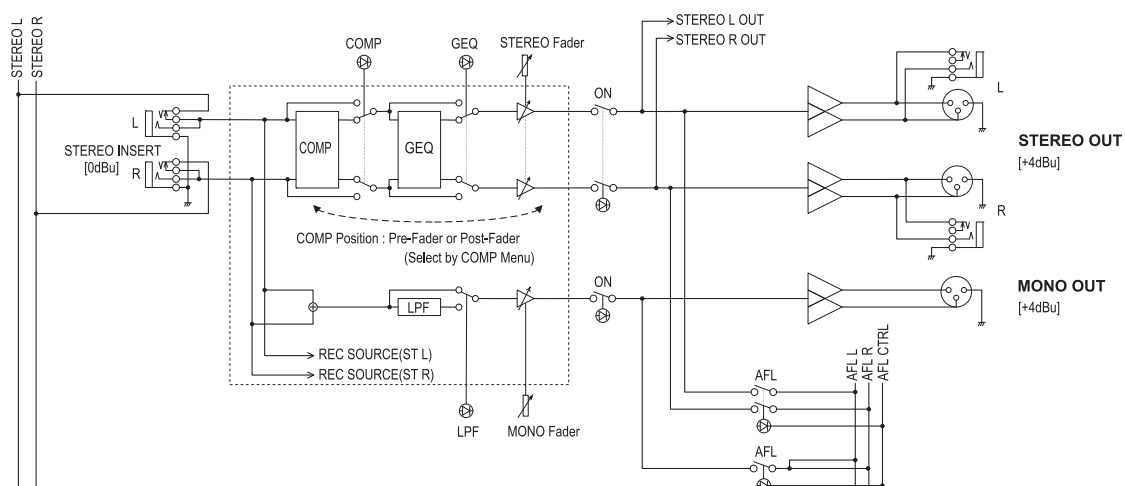 STEREO L
STEREO R
STEREO L OUT
STEREO R OUT
COMP
GEQ
STEREO Fader
ON
L
L
STEREO INSERT
[0dBu]
R
COMP
GEQ
STEREO OUT
[+4dBu]
R
COMP Position : Pre-Fader or Post-Fader
(Select by COMP Menu)
ON
LPF
MONO OUT
[+4dBu]
REC SOURCE(ST L)
REC SOURCE(ST R)
AFL L
AFL R
AFL CTRL
AFL
LPF
MONO Fader
AFL